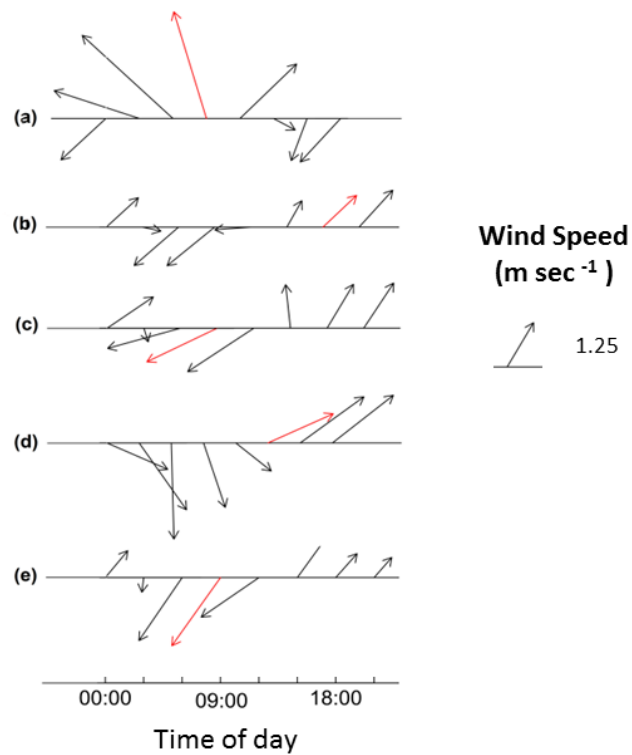 (a)
(b)
Wind Speed
(m sec -1 )
(c)
1.25
(d)
(e)
00:00 09:00 18:00
Time of day